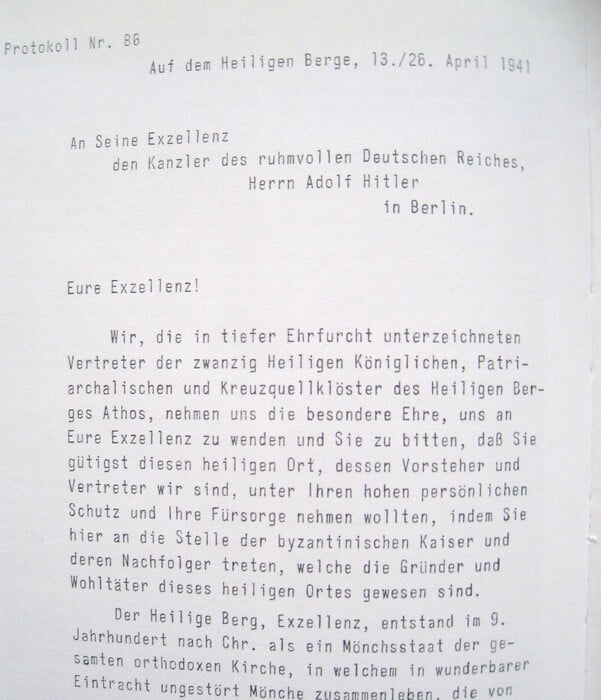 Protokoll Nr. 86
Auf dem Heiligen Berge, 13./26. April 1941
An Seine Exzellenz
den Kanzler des ruhmvollen Deutschen Reiches,
Herrn Adolf Hitler
in Berlin.
Eure Exzellenz!
Wir, die in tiefer Ehrfurcht unterzeichneten
Vertreter der zwanzig Heiligen Königlichen, Patri-
archalischen und Kreuzquellklöster des Heiligen Ber-
ges Athos, nehmen uns die besondere Ehre, uns an
Eure Exzellenz zu wenden und Sie zu bitten, daß Sie
gütigst diesen heiligen Ort, dessen Vorsteher und
Vertreter wir sind, unter Ihren hohen persönlichen
Schutz und Ihre Fürsorge nehmen wollten, indem Sie
hier an die Stelle der byzantinischen Kaiser und
deren Nachfolger treten, welche die Gründer und
Wohltäter dieses heiligen Ortes gewesen sind.
Der Heilige Berg, Exzellenz, entstand im 9.
Jahrhundert nach Chr. als ein Mönchsstaat der ge-
samten orthodoxen Kirche, in welchem in wunderbarer
Eintracht ungestört Mönche zusammenleben, die von